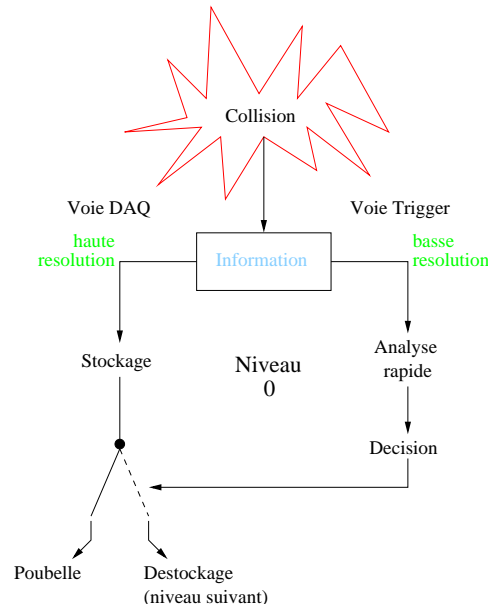 Collision
Voie DAQ
Voie Trigger
haute
resolution
Information
basse
resolution
Stockage
Niveau
0
Analyse
rapide
Decision
Poubelle
Destockage
(niveau suivant)